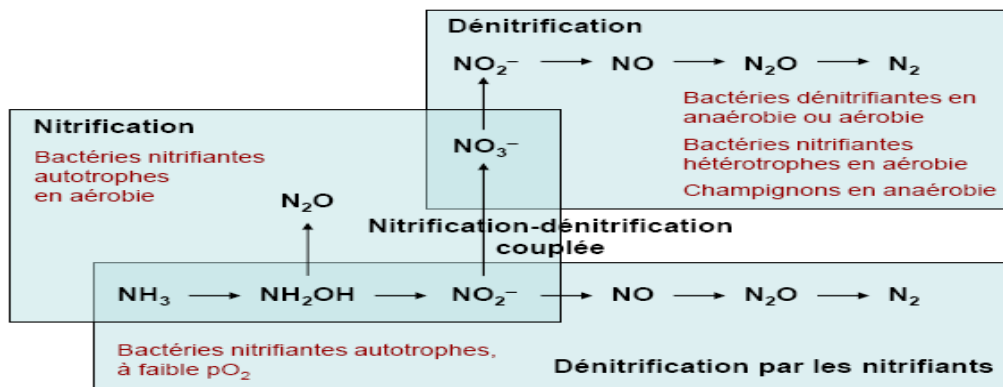 Dénitrification
NO₂⁻ → NO → N₂O → N₂
Bactéries dénitrifiantes en
anaérobie ou aérobie
Bactéries nitrifiantes
hétérotrophes en aérobie
Champignons en anaérobie
Nitrification
Bactéries nitrifiantes
autotrophes
en aérobie
NO₃⁻
N₂O
Nitrification-dénitrification
couplée
NH₃ → NH₂OH → NO₂⁻ → NO → N₂O → N₂
Bactéries nitrifiantes autotrophes,
à faible pO₂
Dénitrification par les nitrifiants